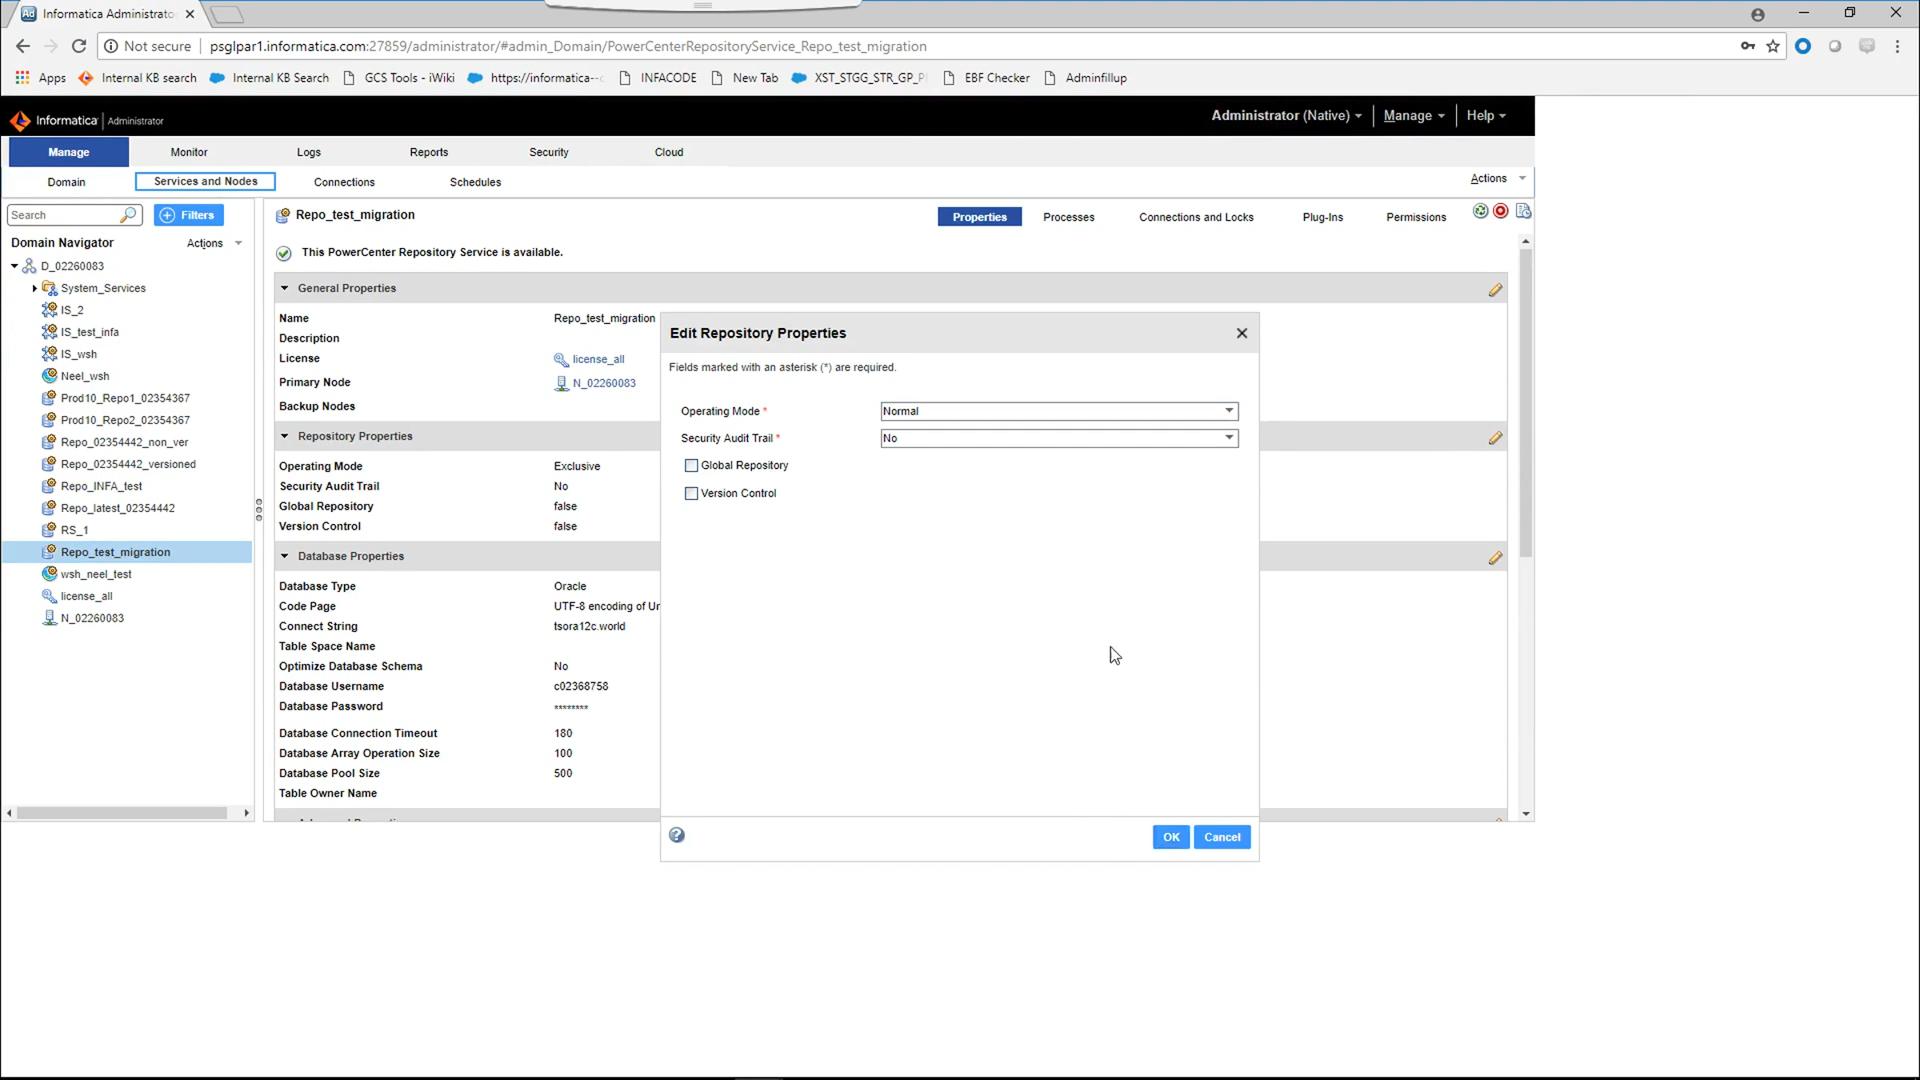 Informatica Administrato
Not secure psglpar1.informatica.com:27859/administrator/#admin_Domain/PowerCenterRepositoryService_Repo_test_migration
Apps Internal KB search Internal KB Search GCS Tools - iWiki https://informatica-- INFACODE New Tab XST_STGG_STR_GP_P EBF Checker Adminfillup
Informatica Administrator
Administrator (Native) Manage Help
Manage Monitor Logs Reports Security Cloud
Domain Services and Nodes Connections Schedules
Actions
Search Filters
Domain Navigator Actions
D_02260083
System_Services
IS_2
IS_test_infa
IS_wsh
Neel_wsh
Prod10_Repo1_02354367
Prod10_Repo2_02354367
Repo_02354442_non_ver
Repo_02354442_versioned
Repo_INFA_test
Repo_latest_02354442
RS_1
Repo_test_migration
wsh_neel_test
license_all
N_02260083
Repo_test_migration
Properties Processes Connections and Locks Plug-Ins Permissions
This PowerCenter Repository Service is available.
General Properties
Name Repo_test_migration
Description
License license_all
Primary Node N_02260083
Backup Nodes
Repository Properties
Operating Mode Exclusive
Security Audit Trail No
Global Repository false
Version Control false
Database Properties
Database Type Oracle
Code Page UTF-8 encoding of Ur
Connect String tsora12c.world
Table Space Name
Optimize Database Schema No
Database Username c02368758
Database Password ********
Database Connection Timeout 180
Database Array Operation Size 100
Database Pool Size 500
Table Owner Name
Edit Repository Properties
Fields marked with an asterisk (*) are required.
Operating Mode * Normal
Security Audit Trail * No
Global Repository
Version Control
OK Cancel